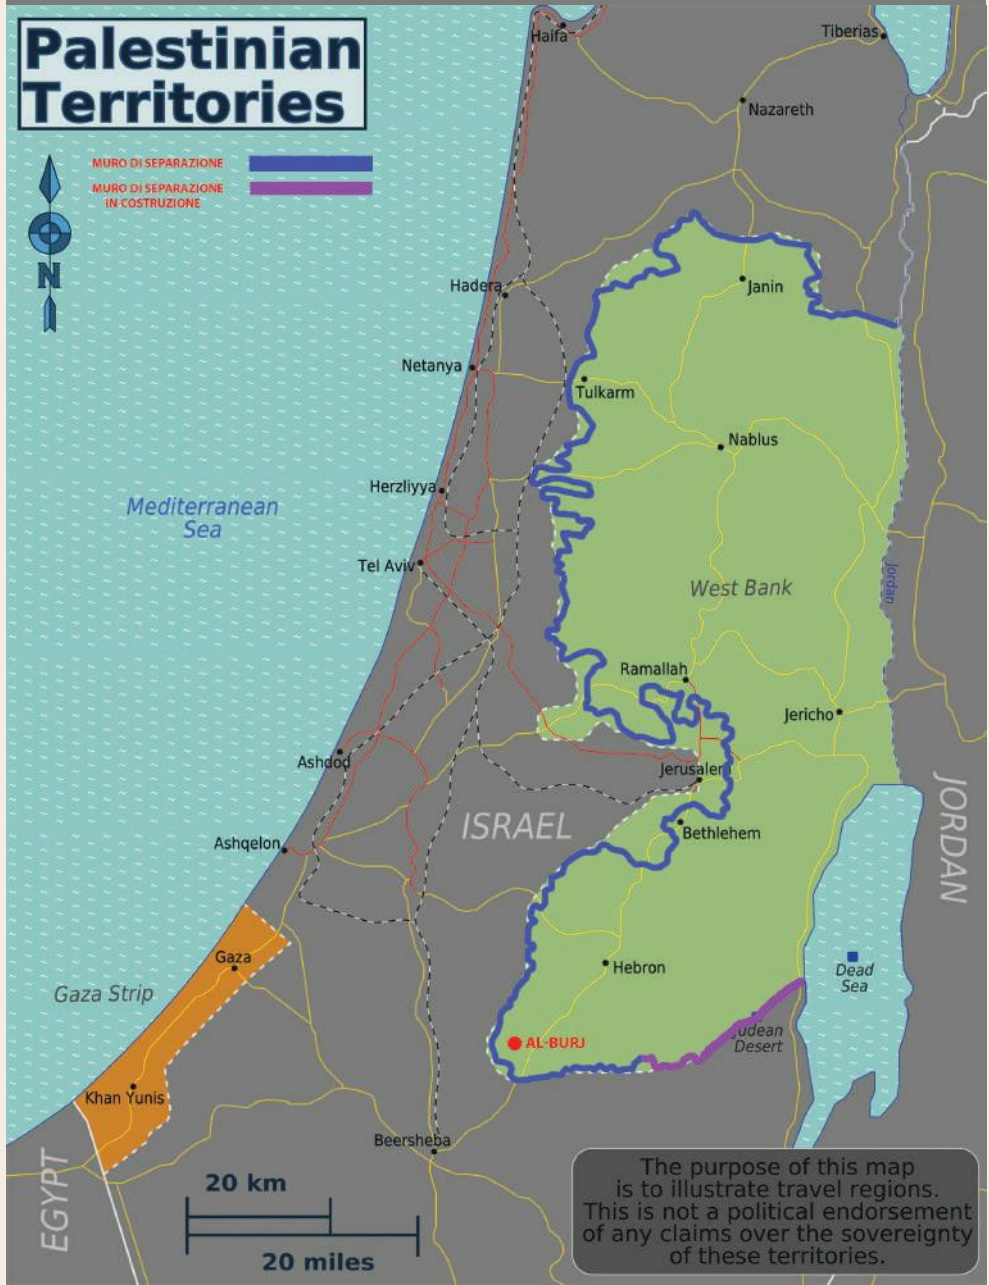 Palestinian
Territories
MURO DI SEPARAZIONE
MURO DI SEPARAZIONE
IN COSTRUZIONE
N
Haifa
Tiberias
Nazareth
Hadera
Janin
Netanya
Tulkarm
Nablus
Herzliyya
Mediterranean
Sea
Tel Aviv
West Bank
Jordan
Ramallah
Jericho
Ashdod
Jerusalem
JORDAN
ISRAEL
Bethlehem
Ashqelon
Gaza
Hebron
Dead
Sea
Gaza Strip
AL-BURJ
Judean
Desert
Khan Yunis
Beersheba
EGYPT
20 km
20 miles
The purpose of this map
is to illustrate travel regions.
This is not a political endorsement
of any claims over the sovereignty
of these territories.